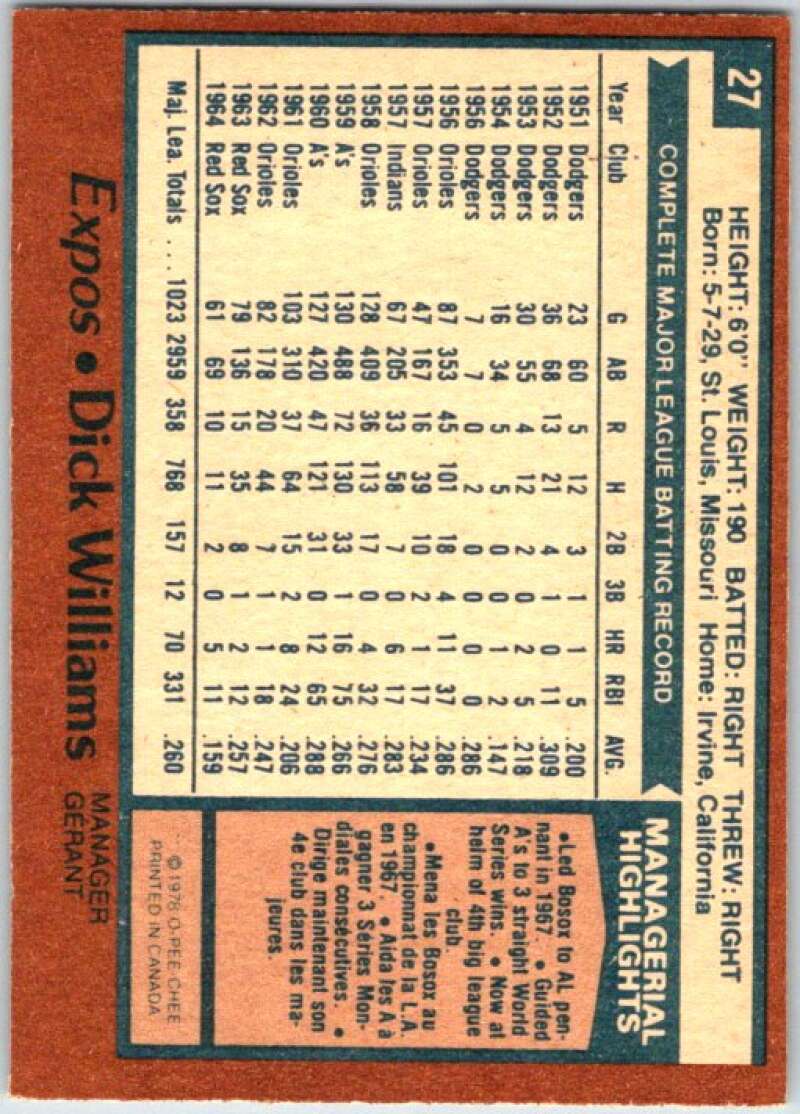 27
HEIGHT: 6'0" WEIGHT: 190 BATTED: RIGHT THREW: RIGHT
Born: 5-7-29, St. Louis, Missouri Home: Irvine, California
COMPLETE MAJOR LEAGUE BATTING RECORD
Year Club G AB R H 2B 3B HR RBI AVG.
1951 Dodgers 23 60 5 12 3 1 1 5 .200
1952 Dodgers 36 68 13 21 4 1 0 11 .309
1953 Dodgers 30 55 4 12 2 0 2 5 .218
1954 Dodgers 16 34 5 5 0 0 1 2 .147
1956 Dodgers 7 7 0 2 0 0 0 0 .286
1956 Orioles 87 353 45 101 18 4 11 37 .286
1957 Orioles 47 167 16 39 10 2 1 17 .234
1957 Indians 67 205 33 58 7 0 6 17 .283
1958 Orioles 128 409 36 113 17 0 4 32 .276
1959 A's 130 488 72 130 33 1 16 75 .266
1960 A's 127 420 47 121 31 0 12 65 .288
1961 Orioles 103 310 37 64 15 2 8 24 .206
1962 Orioles 82 178 20 44 7 1 1 18 .247
1963 Red Sox 79 136 15 35 8 1 2 12 .257
1964 Red Sox 61 69 10 11 2 0 5 11 .159
Maj. Lea. Totals ... 1023 2959 358 768 157 12 70 331 .260
MANAGERIAL
HIGHLIGHTS
•Led Bosox to AL pen-
nant in 1967. • Guided
A's to 3 straight World
Series wins. • Now at
helm of 4th big league
club.
•Mena les Bosox au
championnat de la L.A.
en 1967. • Aida les A à
gagner 3 Séries Mon-
diales consécutives. •
Dirige maintenant son
4e club dans les ma-
jeures.
©1978 O-PEE-CHEE
PRINTED IN CANADA
Expos • Dick Williams
MANAGER
GERANT